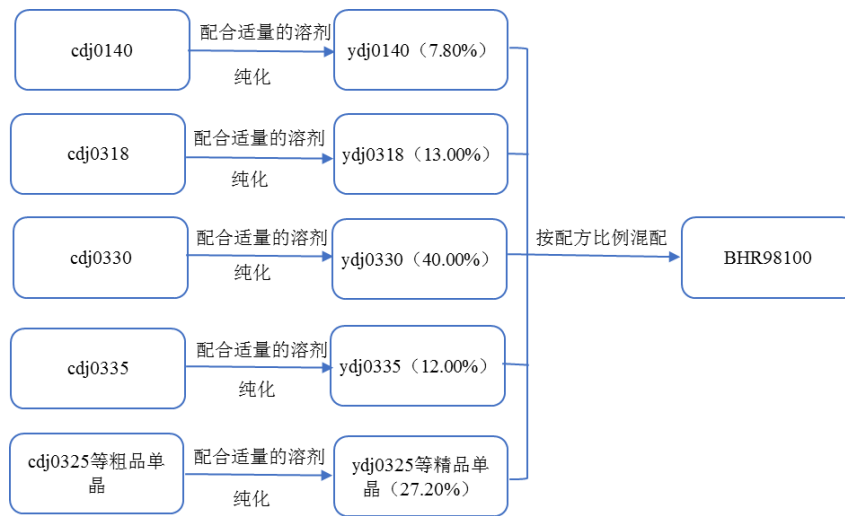 cdj0140
配合适量的溶剂
纯化
ydj0140（7.80%）
cdj0318
配合适量的溶剂
纯化
ydj0318（13.00%）
cdj0330
配合适量的溶剂
纯化
ydj0330（40.00%）
按配方比例混配
BHR98100
cdj0335
配合适量的溶剂
纯化
ydj0335（12.00%）
cdj0325等粗品单
晶
配合适量的溶剂
纯化
ydj0325等精品单
晶（27.20%）